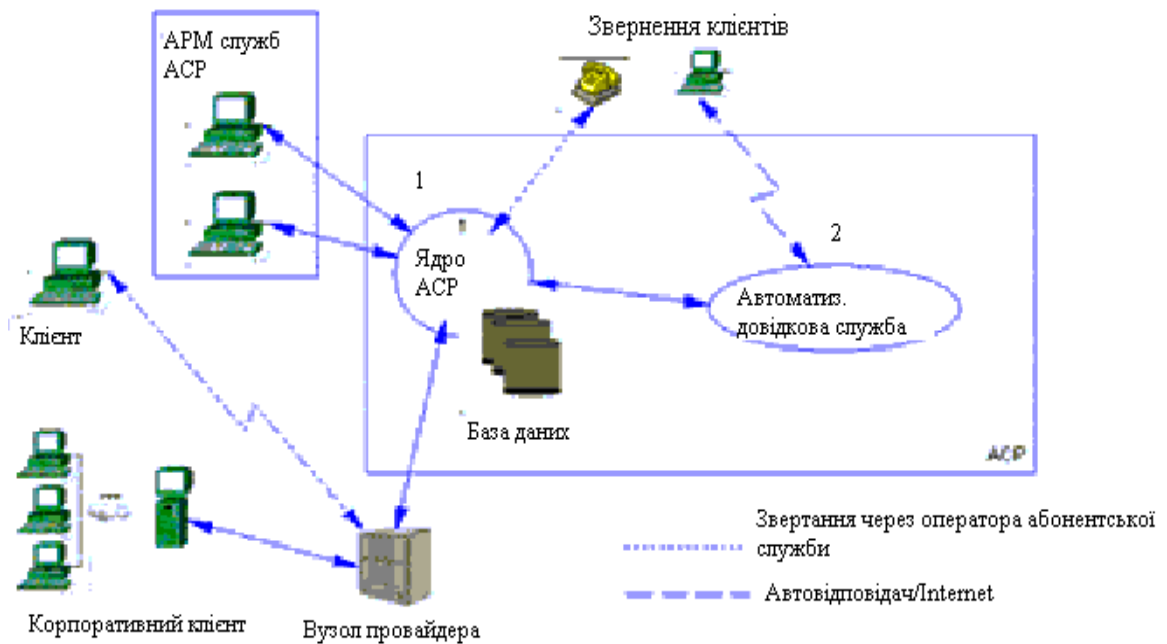 АРМ служб
АСР
Звернення клієнтів
1
Ядро
АСР
2
Автоматиз.
довідкова служба
Клієнт
База даних
АСР
Звертання через оператора абонентської
служби
Автовідповідач/Internet
Корпоративний клієнт
Вузол провайдера